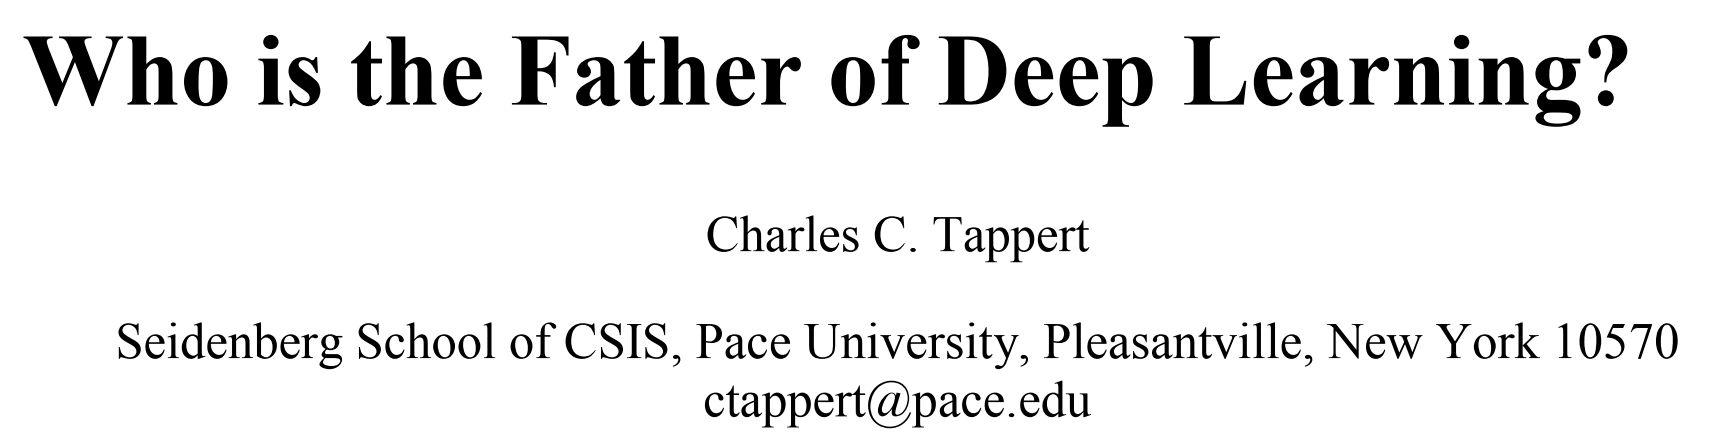 Who is the Father of Deep Learning?
Charles C. Tappert
Seidenberg School of CSIS, Pace University, Pleasantville, New York 10570
ctappert@pace.edu